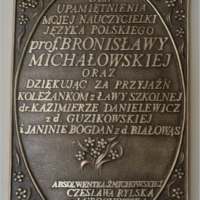 UPAMIĘTNIENIA
MOJEJ NAUCZYCIELKI
JĘZYKA POLSKIEGO
prof. BRONISŁAWY
MICHAŁOWSKIEJ
ORAZ
DZIĘKUJĄC ZA PRZYJAŹŃ
KOLEŻANKOM z ŁAWY SZKOLNEJ
dr. KAZIMIERZE DANIELEWICZ
z d. GUZIKOWSKIEJ
i JANINIE BOGDAN z d. BIAŁOWĄS
ABSOLWENTKA Ż MICHOWSKIEJ
CZESŁAWA RYLSKA